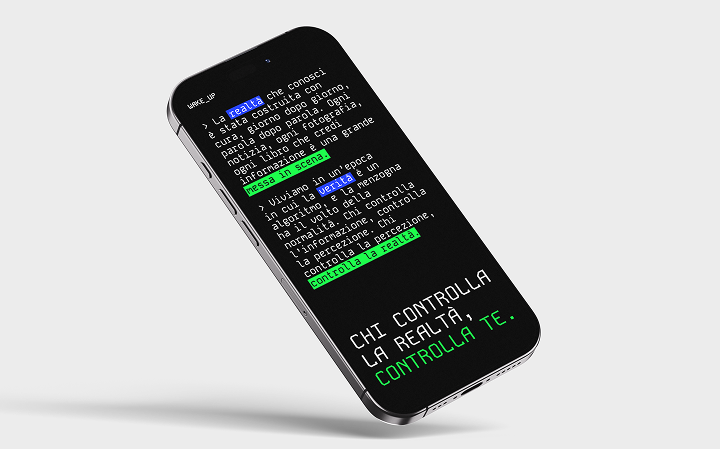 WAKE_UP
> La realtà che conosci
è stata costruita con
cura, giorno dopo giorno,
parola dopo parola. Ogni
notizia, ogni fotografia,
ogni libro che credi
informazione è una grande
messa in scena.
> Viviamo in un'epoca
in cui la verità è un
algoritmo, e la menzogna
ha il volto della
normalità. Chi controlla
l'informazione, controlla
la percezione. Chi
controlla la percezione,
controlla la realtà.
CHI CONTROLLA
LA REALTÀ,
CONTROLLA TE.